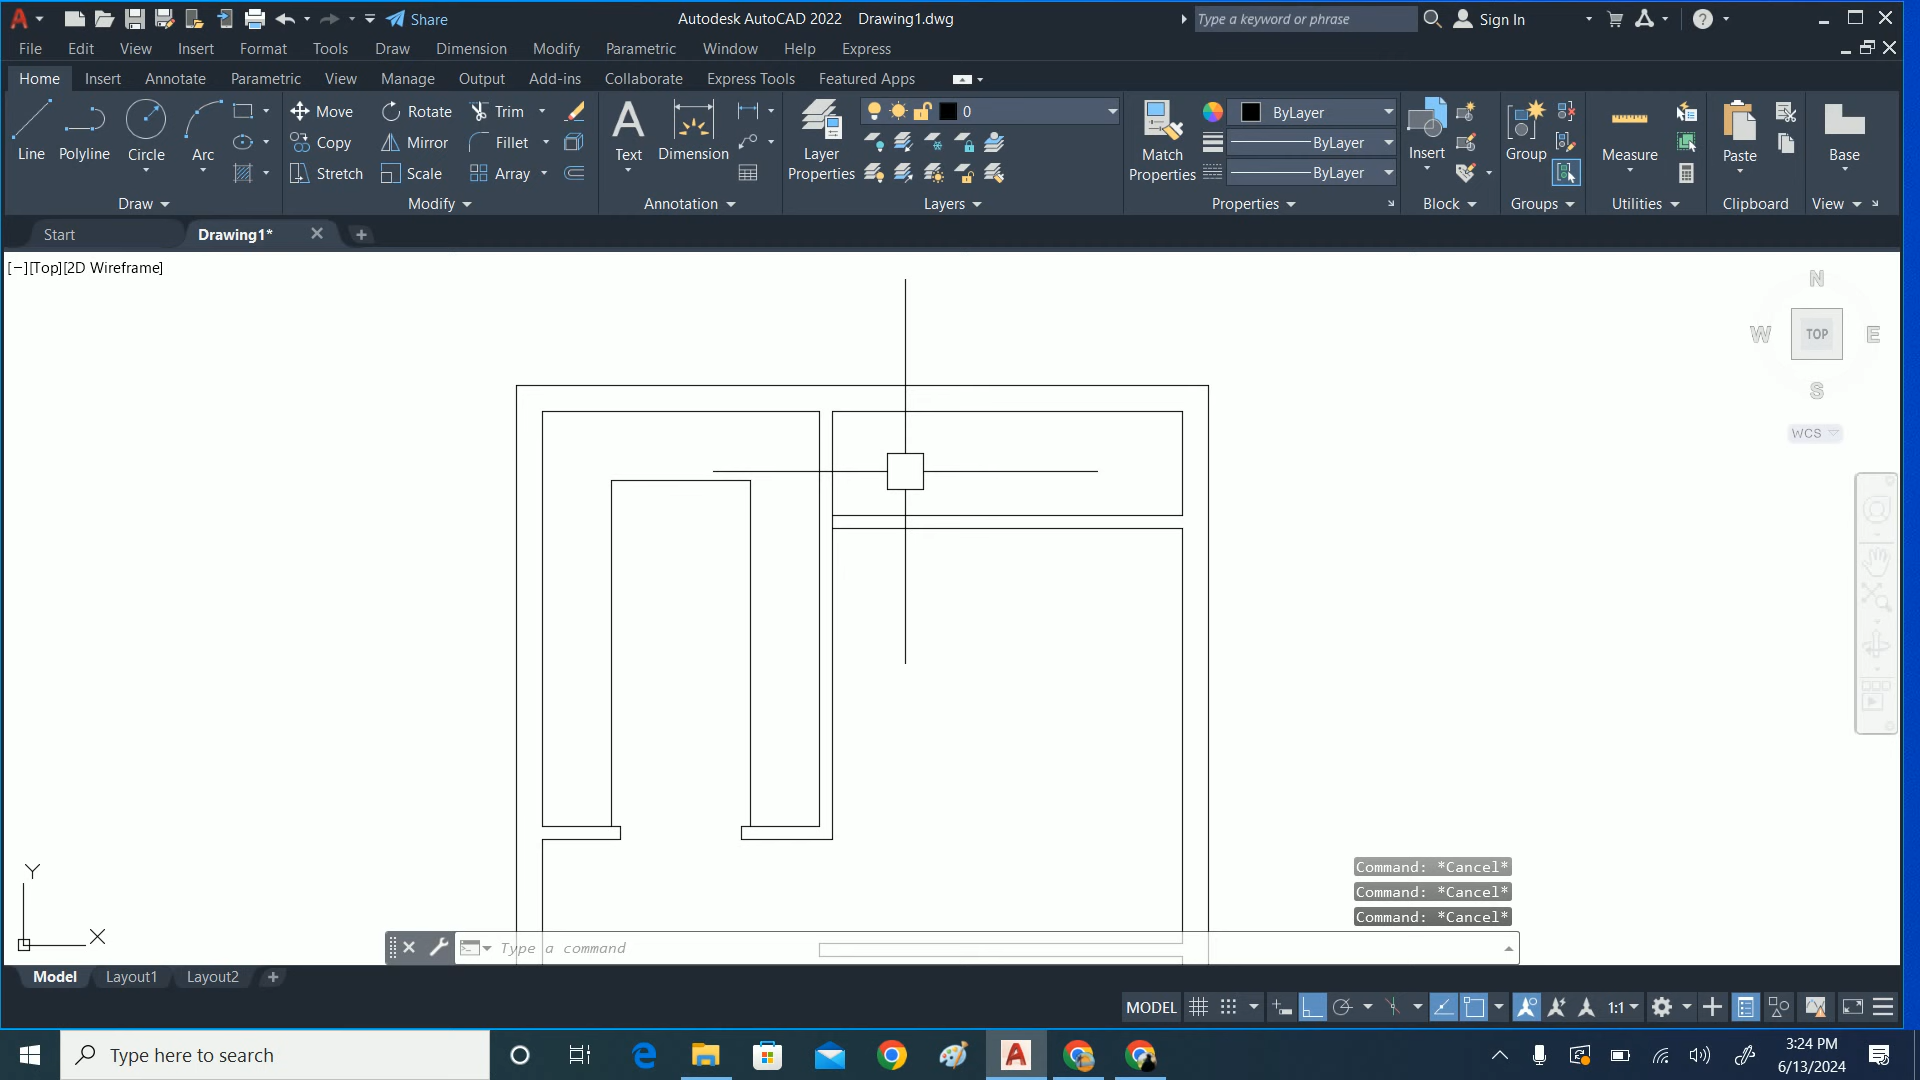 Share
Autodesk AutoCAD 2022 Drawing1.dwg
Type a keyword or phrase
Sign In
File Edit View Insert Format Tools Draw Dimension Modify Parametric Window Help Express
Home Insert Annotate Parametric View Manage Output Add-ins Collaborate Express Tools Featured Apps
Line Polyline Circle Arc
Move Rotate Trim
Copy Mirror Fillet
Stretch Scale Array
Text Dimension
Layer Properties
0
Match Properties
ByLayer
ByLayer
ByLayer
Insert
Group
Measure
Paste
Base
Draw Modify Annotation Layers Properties Block Groups Utilities Clipboard View
Start Drawing1*
[−][Top][2D Wireframe]
N
W TOP E
S
WCS
Y
X
Command: *Cancel*
Command: *Cancel*
Command: *Cancel*
Type a command
Model Layout1 Layout2
MODEL 1:1
Type here to search
3:24 PM
6/13/2024